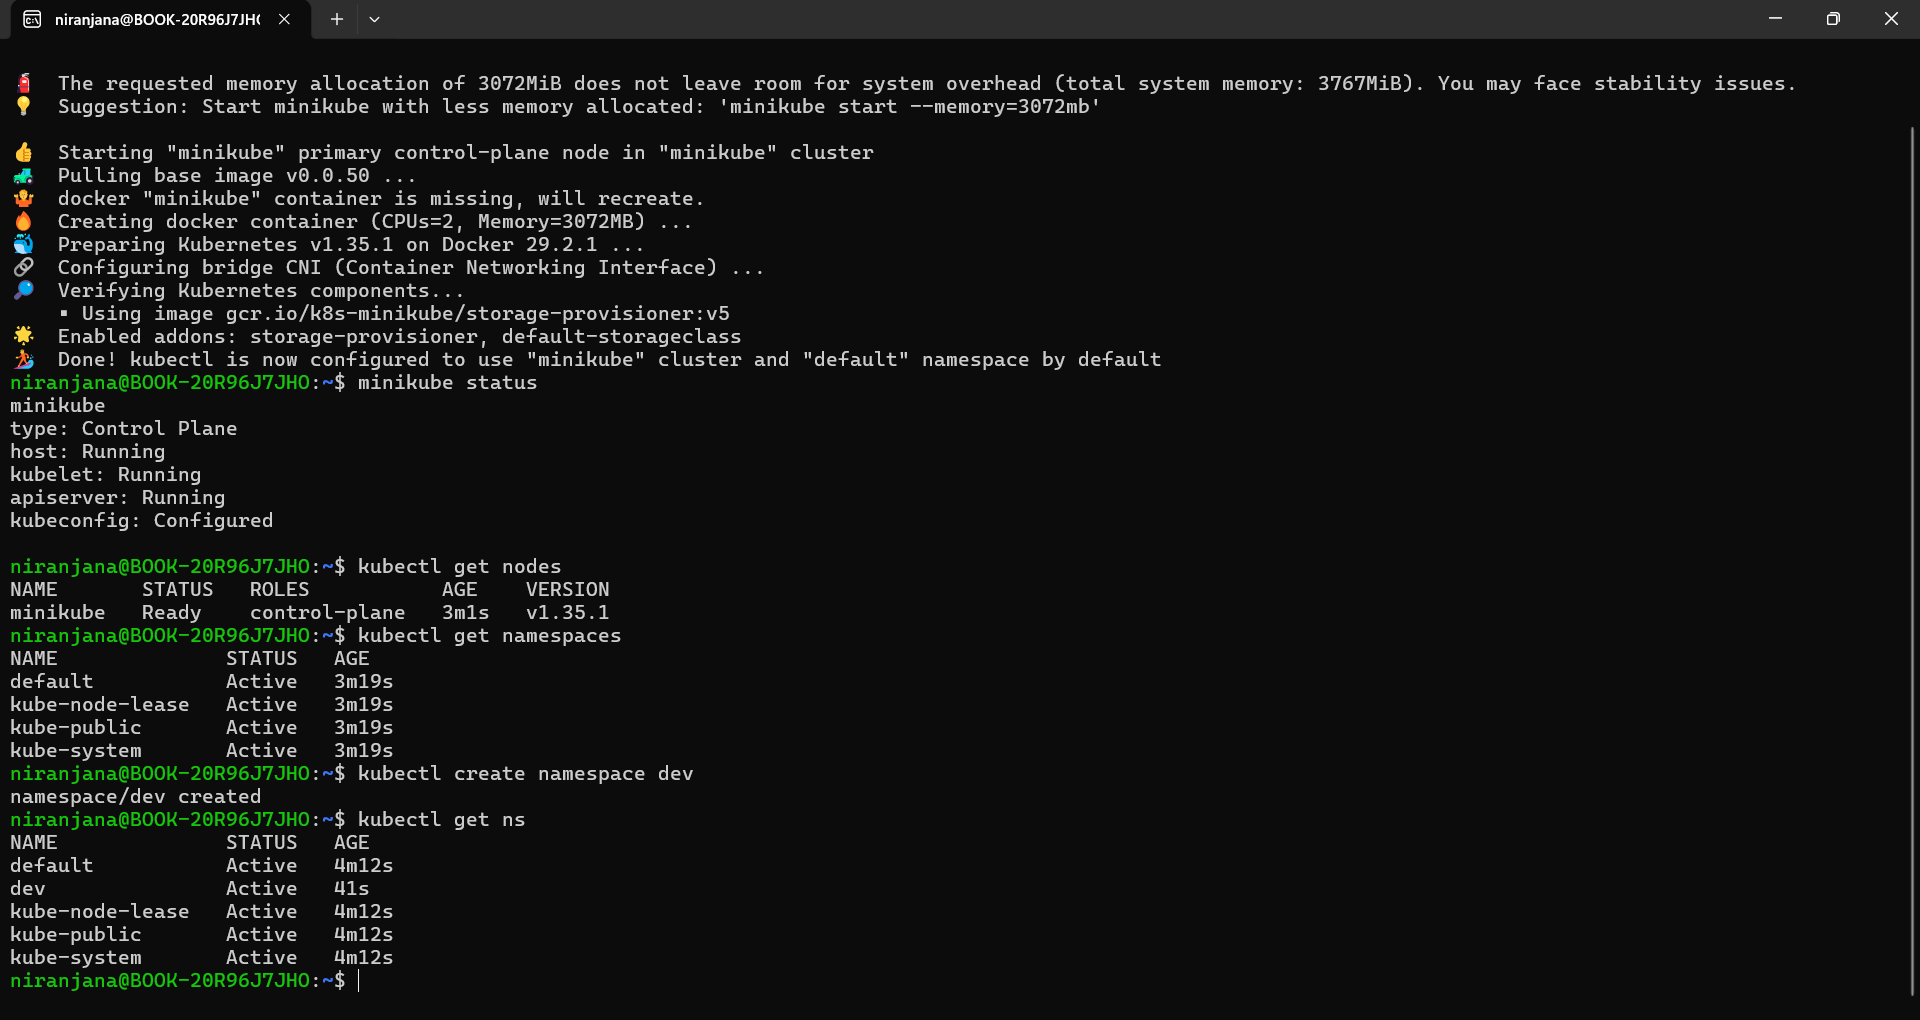 niranjana@BOOK-20R96J7JH
The requested memory allocation of 3072MiB does not leave room for system overhead (total system memory: 3767MiB). You may face stability issues.
Suggestion: Start minikube with less memory allocated: 'minikube start --memory=3072mb'
Starting "minikube" primary control-plane node in "minikube" cluster
Pulling base image v0.0.50 ...
docker "minikube" container is missing, will recreate.
Creating docker container (CPUs=2, Memory=3072MB) ...
Preparing Kubernetes v1.35.1 on Docker 29.2.1 ...
Configuring bridge CNI (Container Networking Interface) ...
Verifying Kubernetes components...
▪ Using image gcr.io/k8s-minikube/storage-provisioner:v5
Enabled addons: storage-provisioner, default-storageclass
Done! kubectl is now configured to use "minikube" cluster and "default" namespace by default
niranjana@BOOK-20R96J7JHO:~$ minikube status
minikube
type: Control Plane
host: Running
kubelet: Running
apiserver: Running
kubeconfig: Configured
niranjana@BOOK-20R96J7JHO:~$ kubectl get nodes
NAME       STATUS   ROLES           AGE    VERSION
minikube   Ready    control-plane   3m1s   v1.35.1
niranjana@BOOK-20R96J7JHO:~$ kubectl get namespaces
NAME              STATUS   AGE
default           Active   3m19s
kube-node-lease   Active   3m19s
kube-public       Active   3m19s
kube-system       Active   3m19s
niranjana@BOOK-20R96J7JHO:~$ kubectl create namespace dev
namespace/dev created
niranjana@BOOK-20R96J7JHO:~$ kubectl get ns
NAME              STATUS   AGE
default           Active   4m12s
dev               Active   41s
kube-node-lease   Active   4m12s
kube-public       Active   4m12s
kube-system       Active   4m12s
niranjana@BOOK-20R96J7JHO:~$